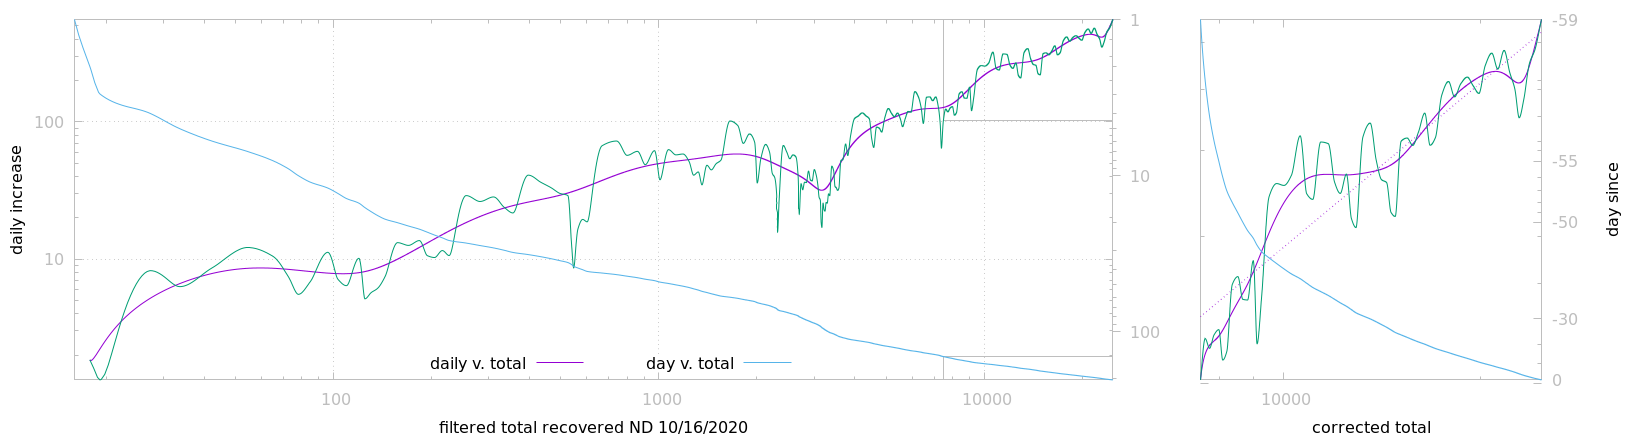 1
-59
100
10
-55
-50
10
100
-30
0
daily increase
day since
daily v. total
day v. total
100
1000
10000
10000
filtered total recovered ND 10/16/2020
corrected total